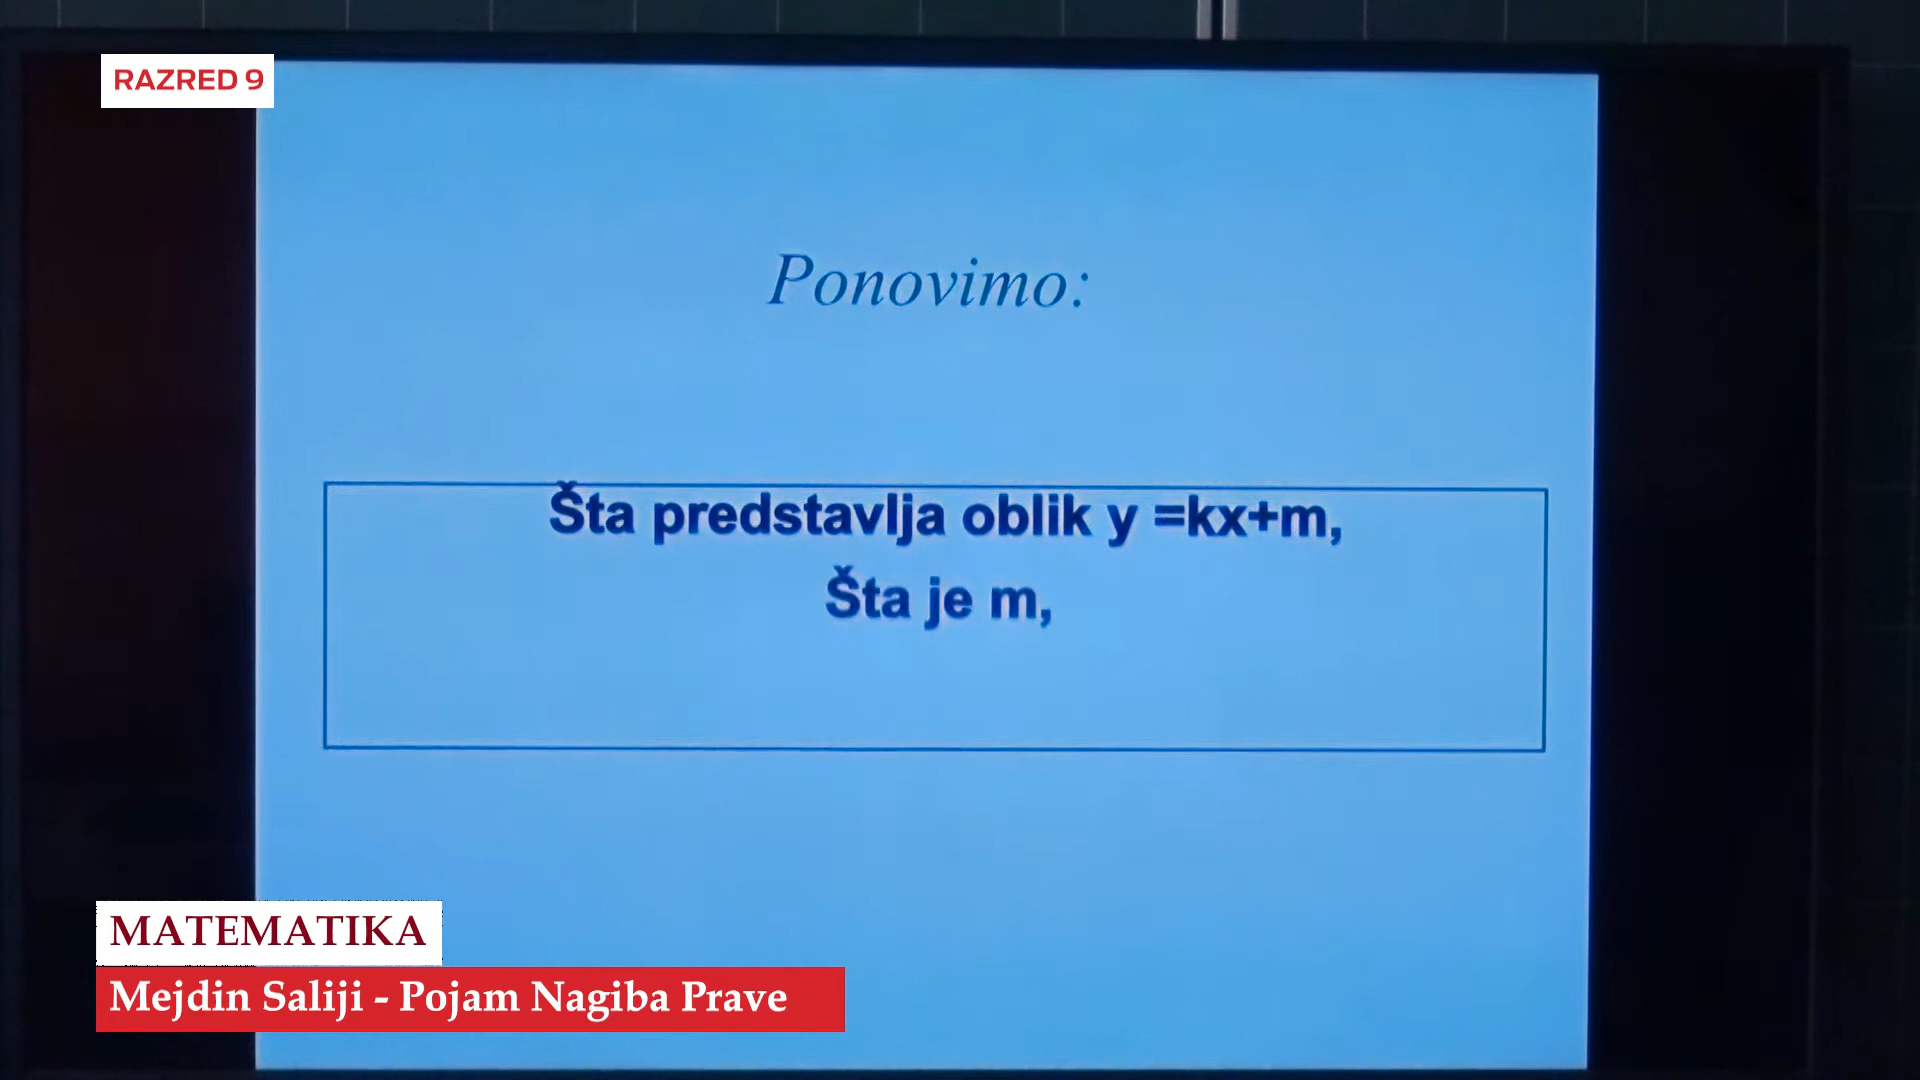 RAZRED 9
Ponovimo:
Šta predstavlja oblik y =kx+m,
Šta je m,
MATEMATIKA
Mejdin Saliji - Pojam Nagiba Prave